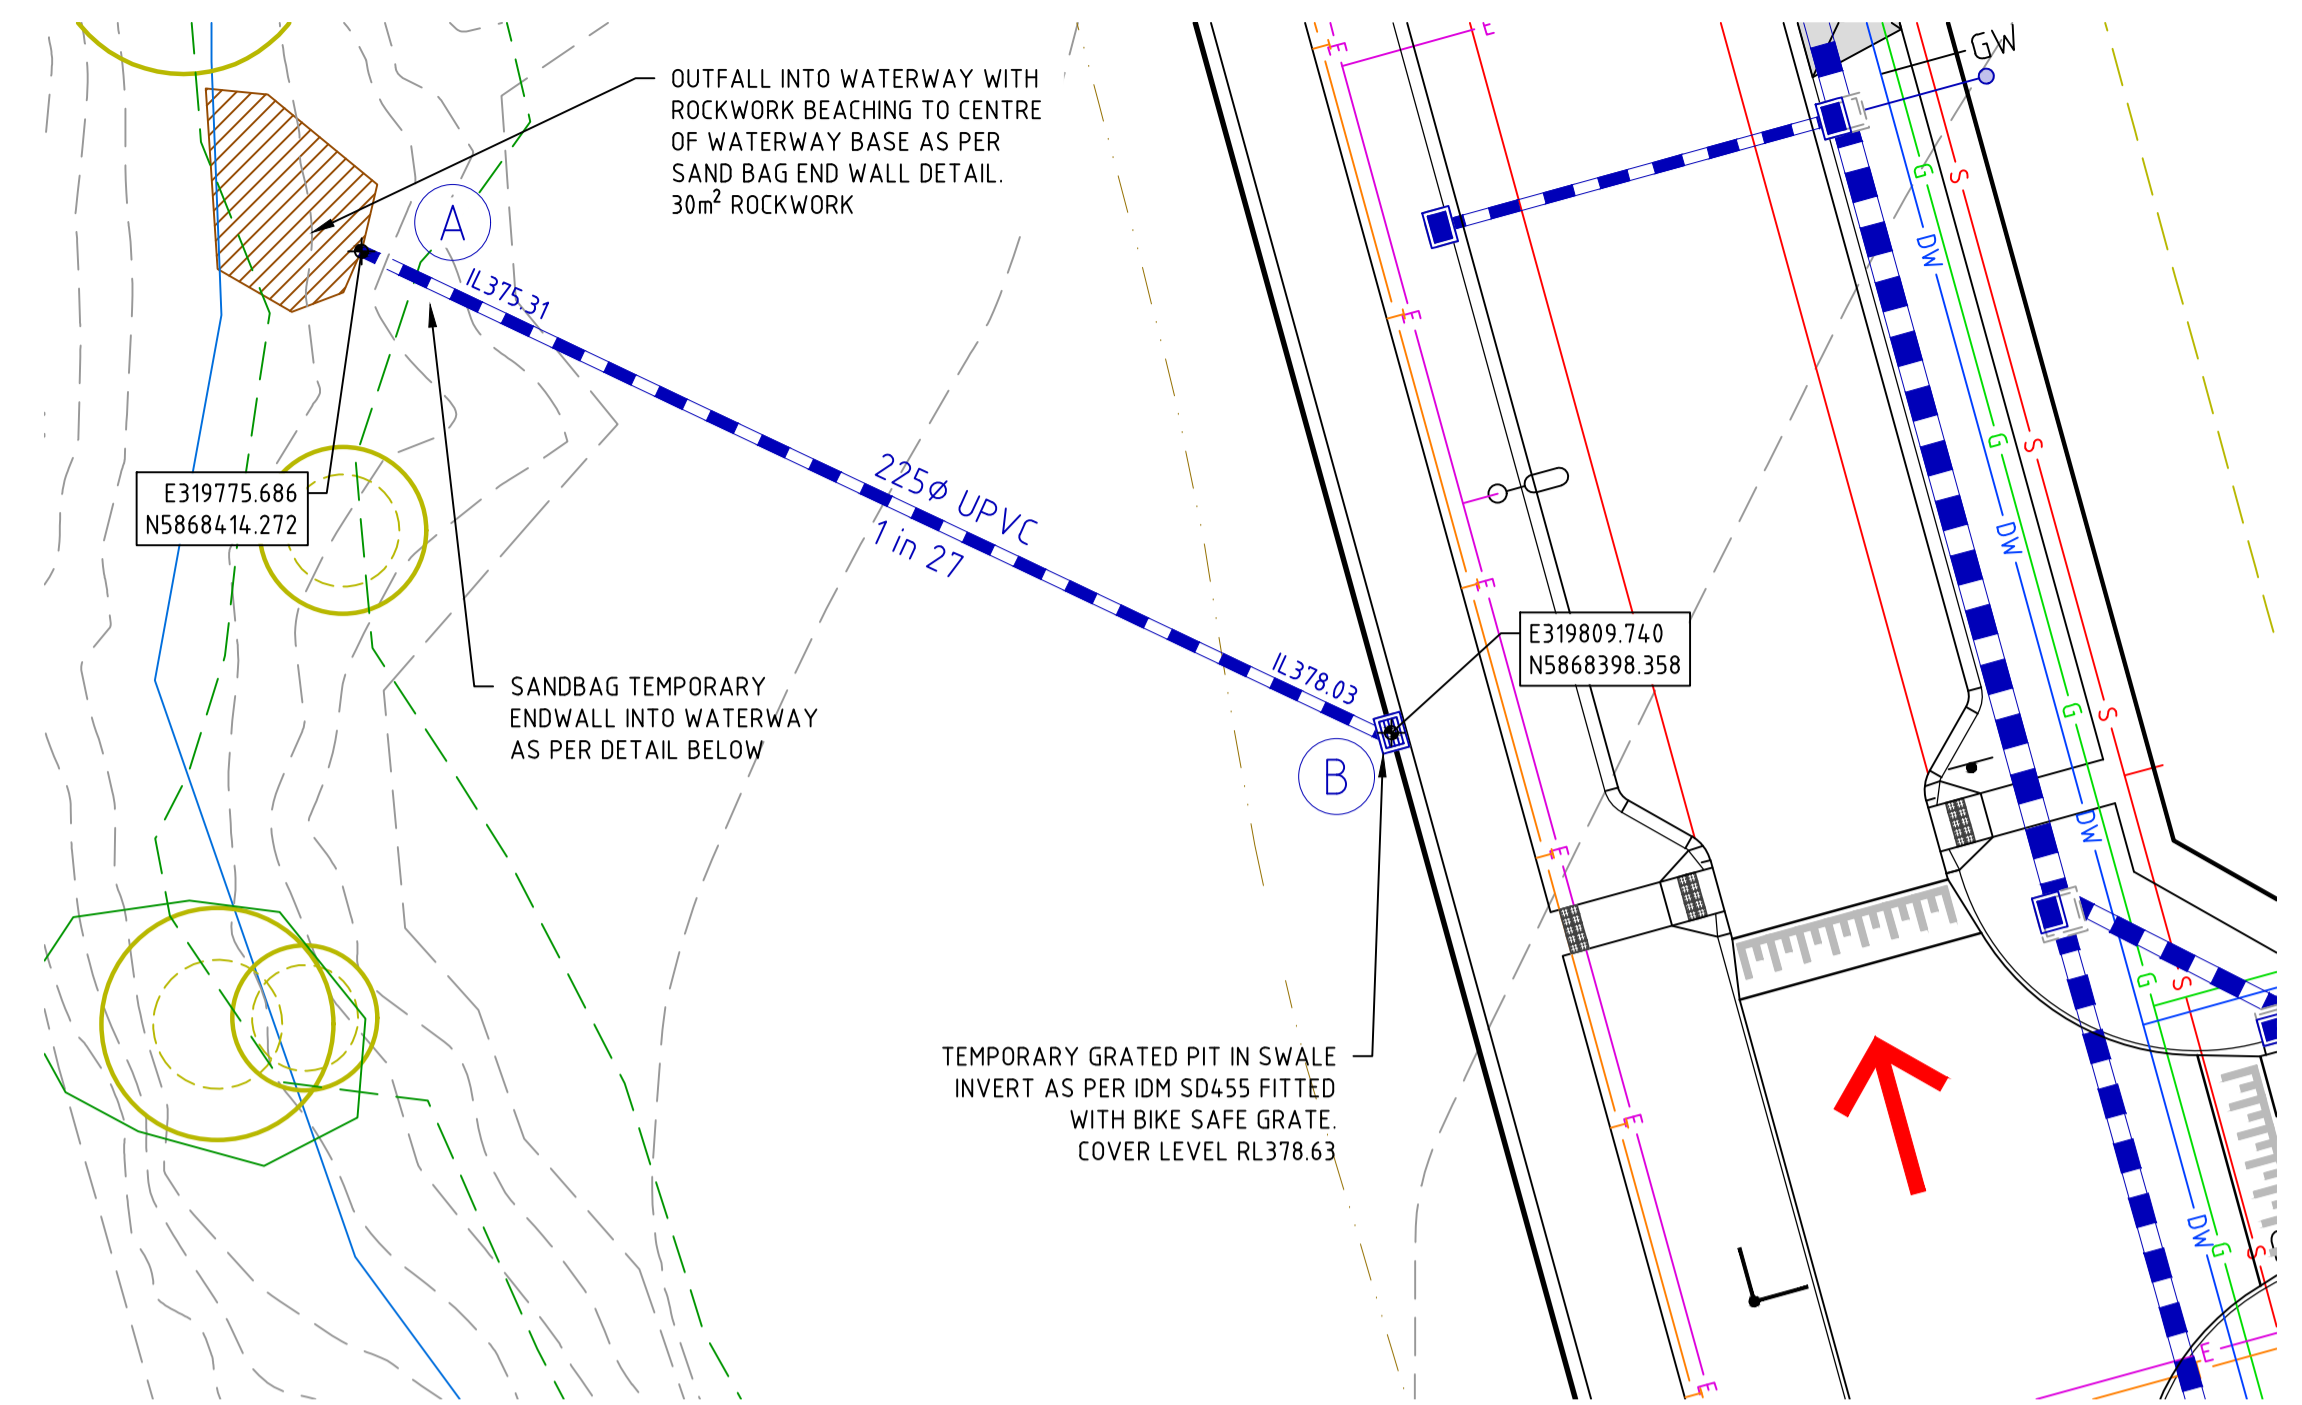 OUTFALL INTO WATERWAY WITH
ROCKWORK BEACHING TO CENTRE
OF WATERWAY BASE AS PER
SAND BAG END WALL DETAIL.
30m² ROCKWORK
A
IL375.31
E319775.686
N5868414.272
225Ø UPVC
1 in 27
SANDBAG TEMPORARY
ENDWALL INTO WATERWAY
AS PER DETAIL BELOW
IL378.03
B
E319809.740
N5868398.358
TEMPORARY GRATED PIT IN SWALE
INVERT AS PER IDM SD455 FITTED
WITH BIKE SAFE GRATE.
COVER LEVEL RL378.63
GW
E
E
E
E
E
E
E
E
G
G
G
G
G
DW
DW
DW
DW
S
S
S
S
S
E